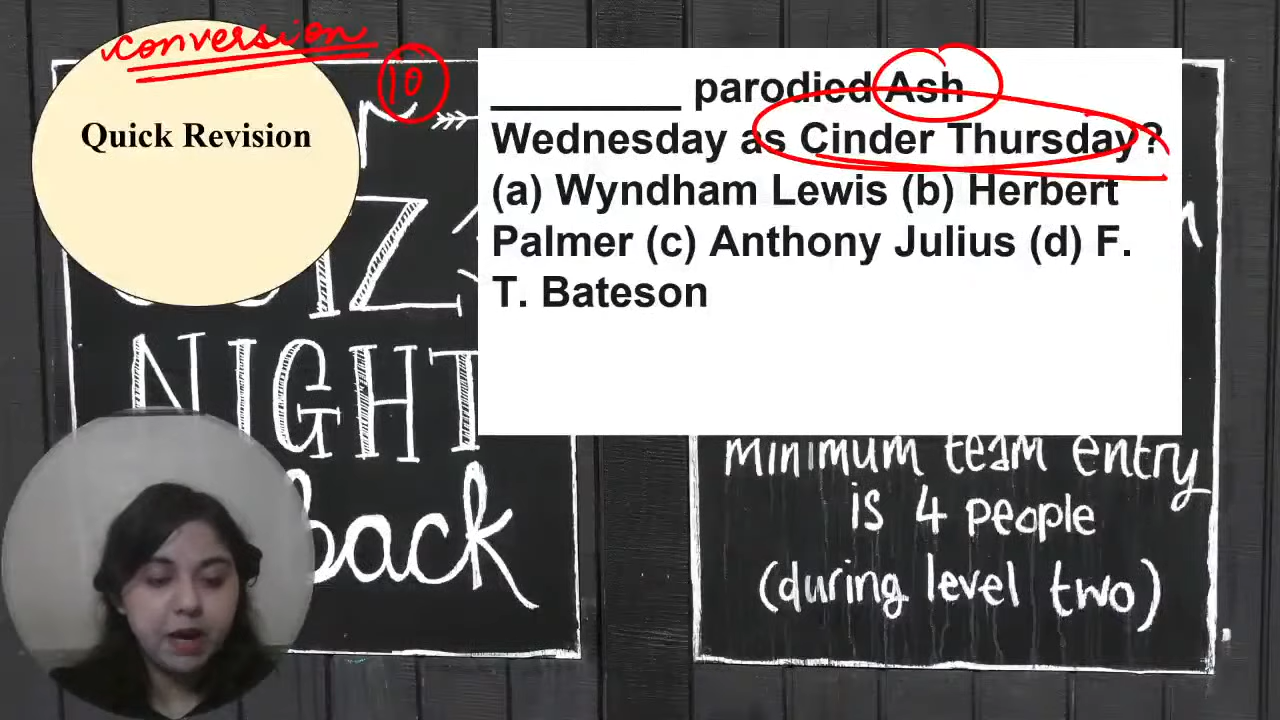 conversion
Quick Revision
10
_________ parodied Ash
Wednesday as Cinder Thursday?
(a) Wyndham Lewis (b) Herbert
Palmer (c) Anthony Julius (d) F.
T. Bateson
NIGHT
back
minimum team entry
is 4 people
(during level two)